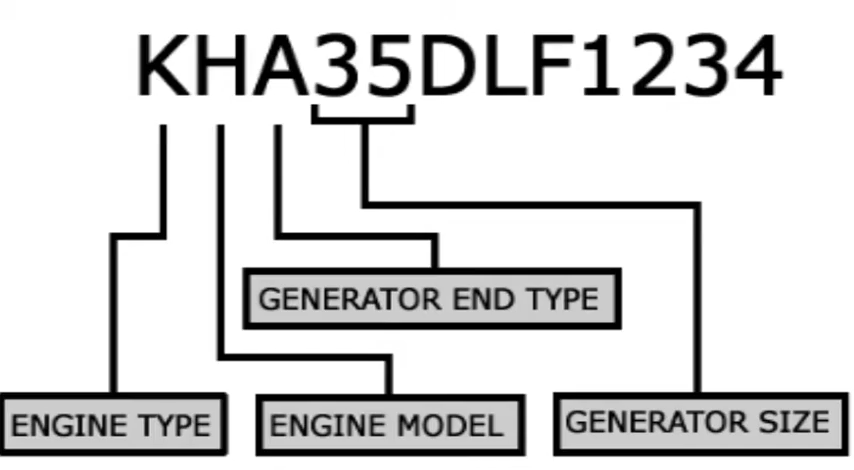 KHA35DLF1234
GENERATOR END TYPE
ENGINE TYPE
ENGINE MODEL
GENERATOR SIZE